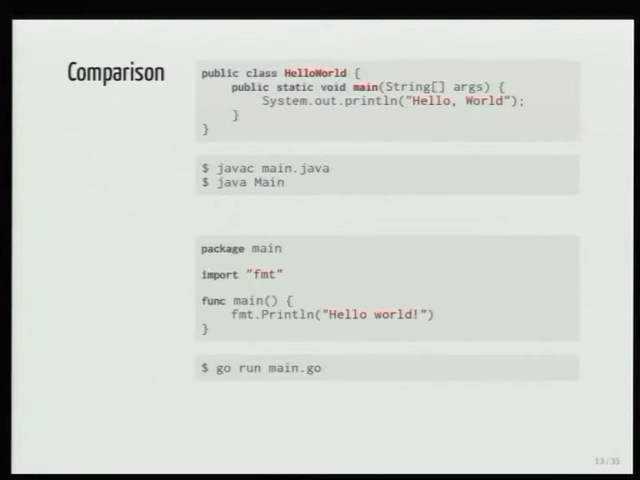 Comparison
public class HelloWorld {
public static void main(String[] args) {
System.out.println("Hello, World");
}
}
$ javac main.java
$ java Main
package main
import "fmt"
func main() {
fmt.Println("Hello world!")
}
$ go run main.go
13/35